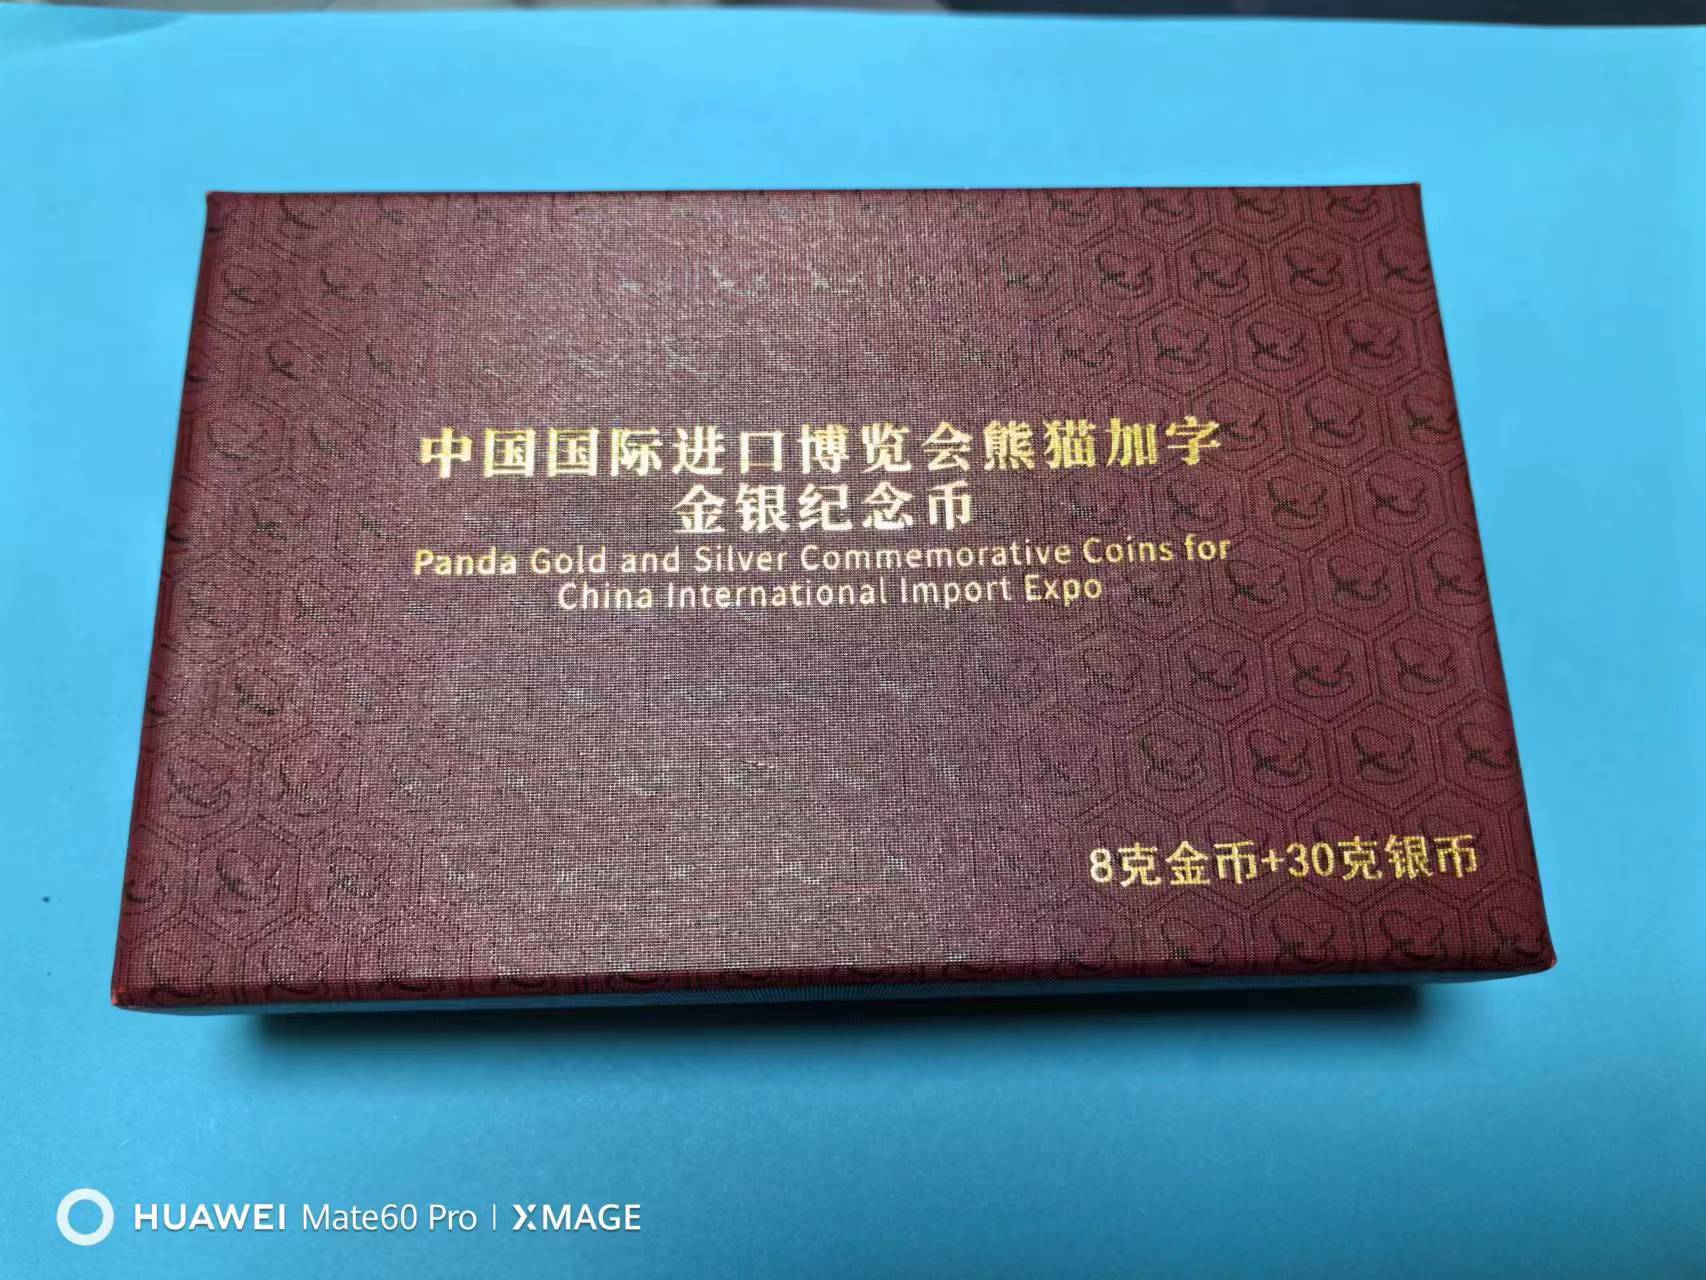 中国国际进口博览会熊猫加字
金银纪念币
Panda Gold and Silver Commemorative Coins for
China International Import Expo
8克金币+30克银币
HUAWEI Mate60 Pro | XMAGE